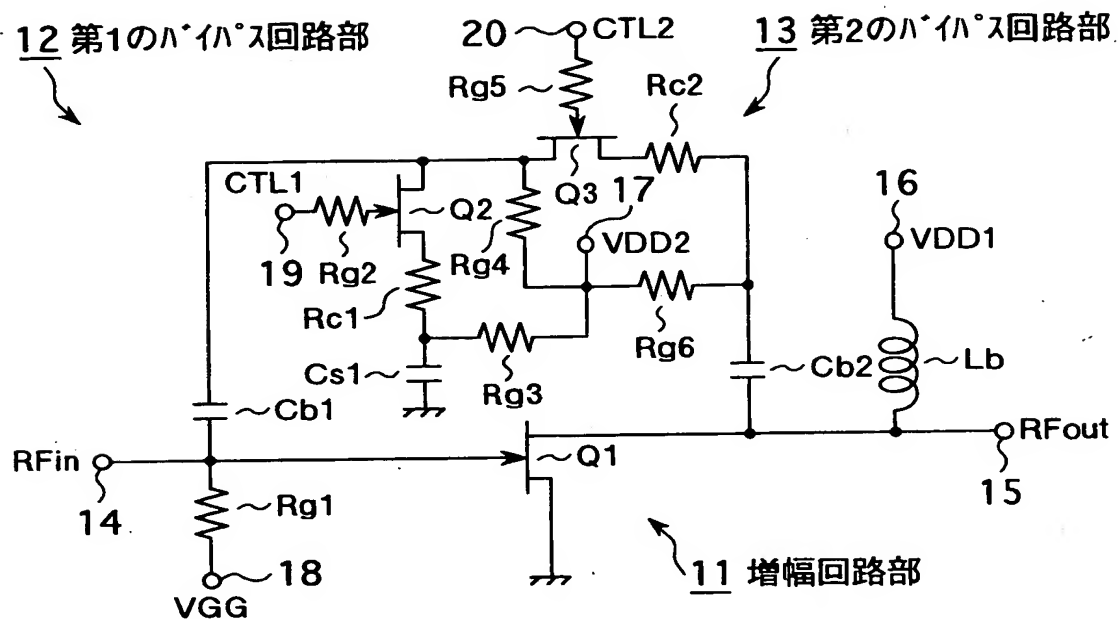 12 第1のバイパス回路部
20 CTL2
13 第2のバイパス回路部
Rg5
Rc2
CTL1
Q3
17
16
Q2
VDD2
VDD1
19
Rg2
Rg4
Rc1
Rg6
Cs1
Rg3
Cb2
Lb
Cb1
RFin
Q1
RFout
14
Rg1
15
18
VGG
11 増幅回路部